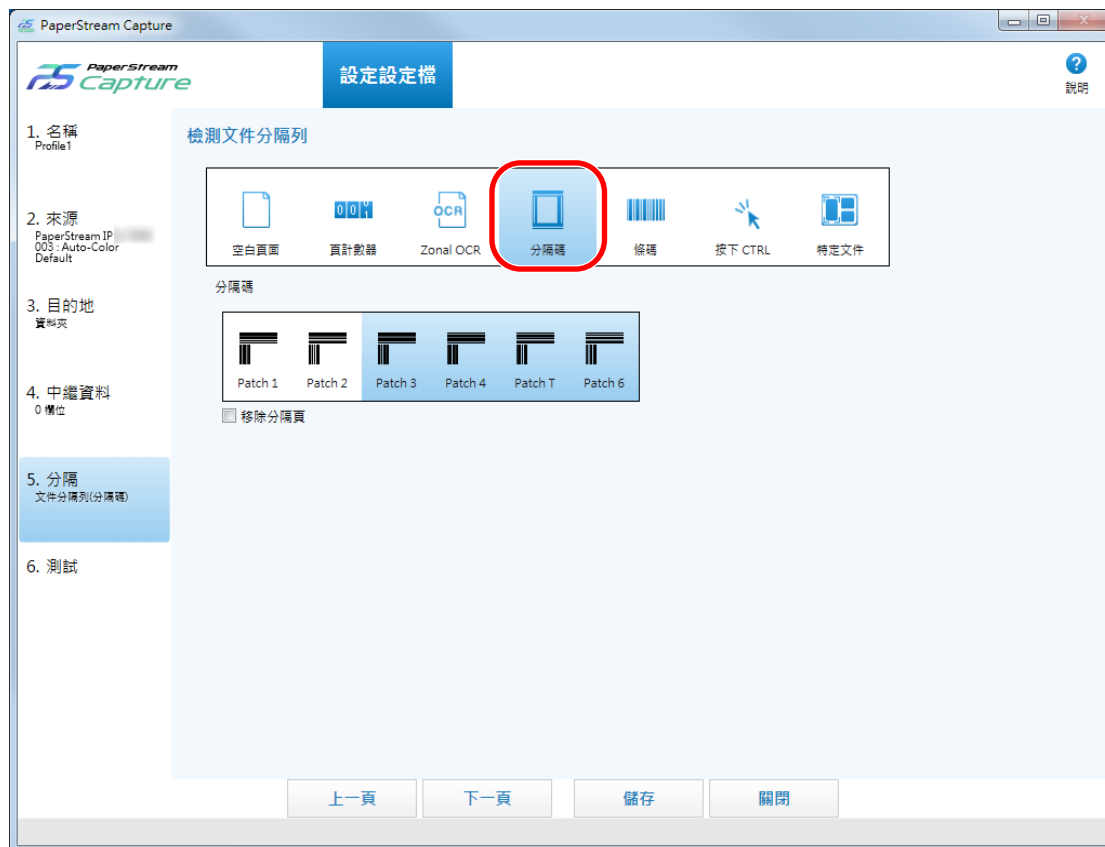 PaperStream Capture
PaperStream
Capture
設定設定檔
?
說明
1. 名稱
Profile1
2. 來源
PaperStream IP
003 : Auto-Color
Default
3. 目的地
資料夾
4. 中繼資料
0 欄位
5. 分隔
文件分隔列(分隔碼)
6. 測試
檢測文件分隔列
空白頁面
頁計數器
OCR
Zonal OCR
分隔碼
條碼
按下 CTRL
特定文件
分隔碼
Patch 1
Patch 2
Patch 3
Patch 4
Patch T
Patch 6
移除分隔頁
上一頁
下一頁
儲存
關閉